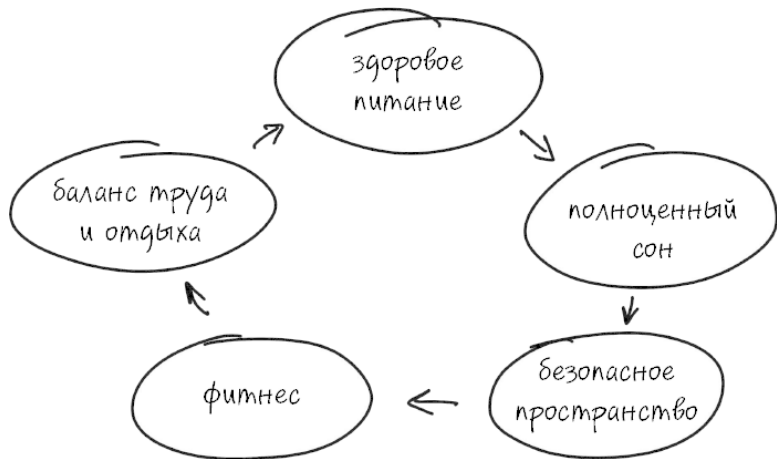 здоровое
питание
полноценный
сон
безопасное
пространство
фитнес
баланс труда
и отдыха